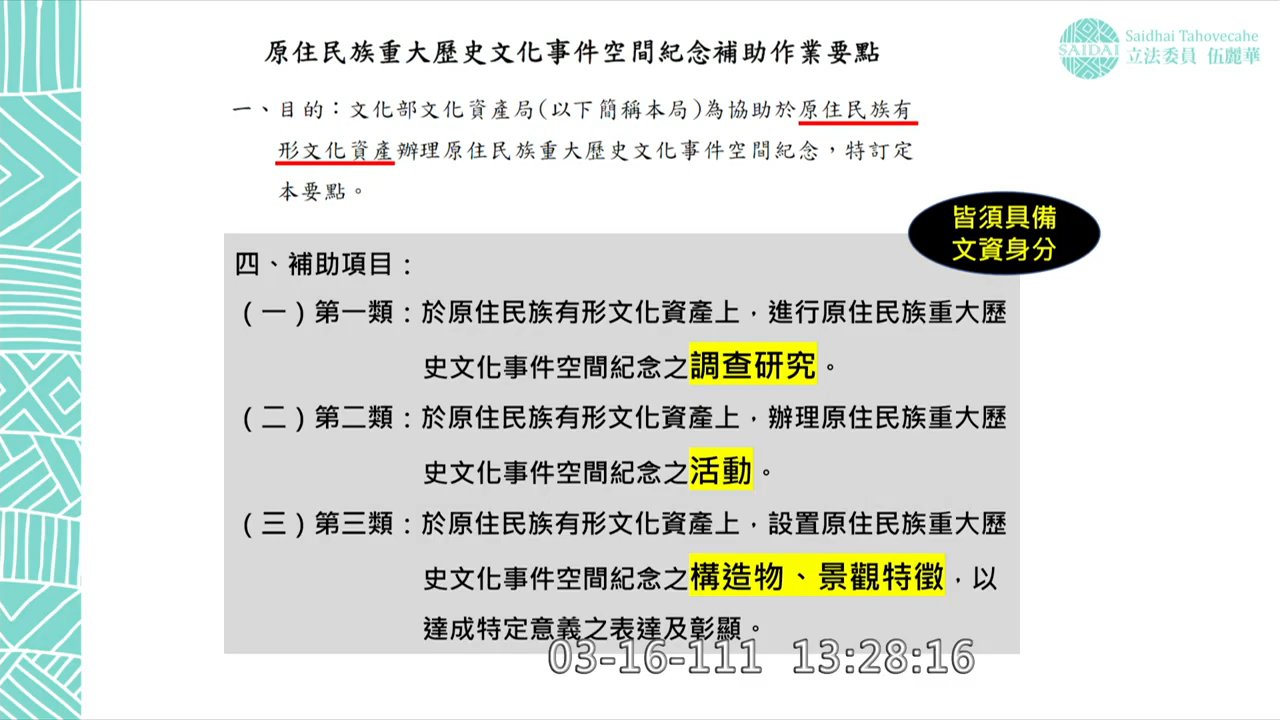 原住民族重大歷史文化事件空間紀念補助作業要點
SAIDAI
Saidhai Tahovecahe
立法委員 伍麗華
一、目的：文化部文化資產局(以下簡稱本局)為協助於原住民族有
形文化資產辦理原住民族重大歷史文化事件空間紀念，特訂定
本要點。
皆須具備
文資身分
四、補助項目：
（一）第一類：於原住民族有形文化資產上，進行原住民族重大歷
史文化事件空間紀念之調查研究。
（二）第二類：於原住民族有形文化資產上，辦理原住民族重大歷
史文化事件空間紀念之活動。
（三）第三類：於原住民族有形文化資產上，設置原住民族重大歷
史文化事件空間紀念之構造物、景觀特徵，以
達成特定意義之表達及彰顯。
03-16-111 13:28:16